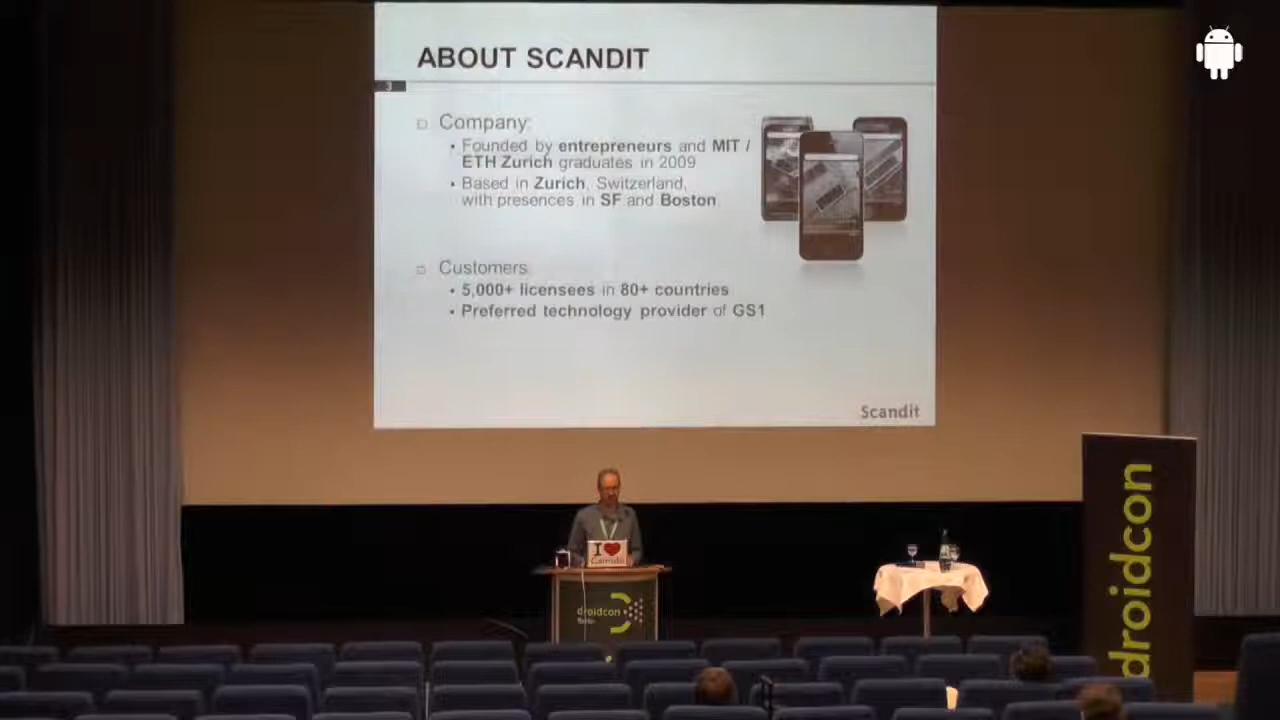 ABOUT SCANDIT
3
Company:
Founded by entrepreneurs and MIT /
ETH Zurich graduates in 2009
Based in Zurich, Switzerland,
with presences in SF and Boston
Customers:
5,000+ licensees in 80+ countries
Preferred technology provider of GS1
Scandit
I ❤
droidcon
droidcon